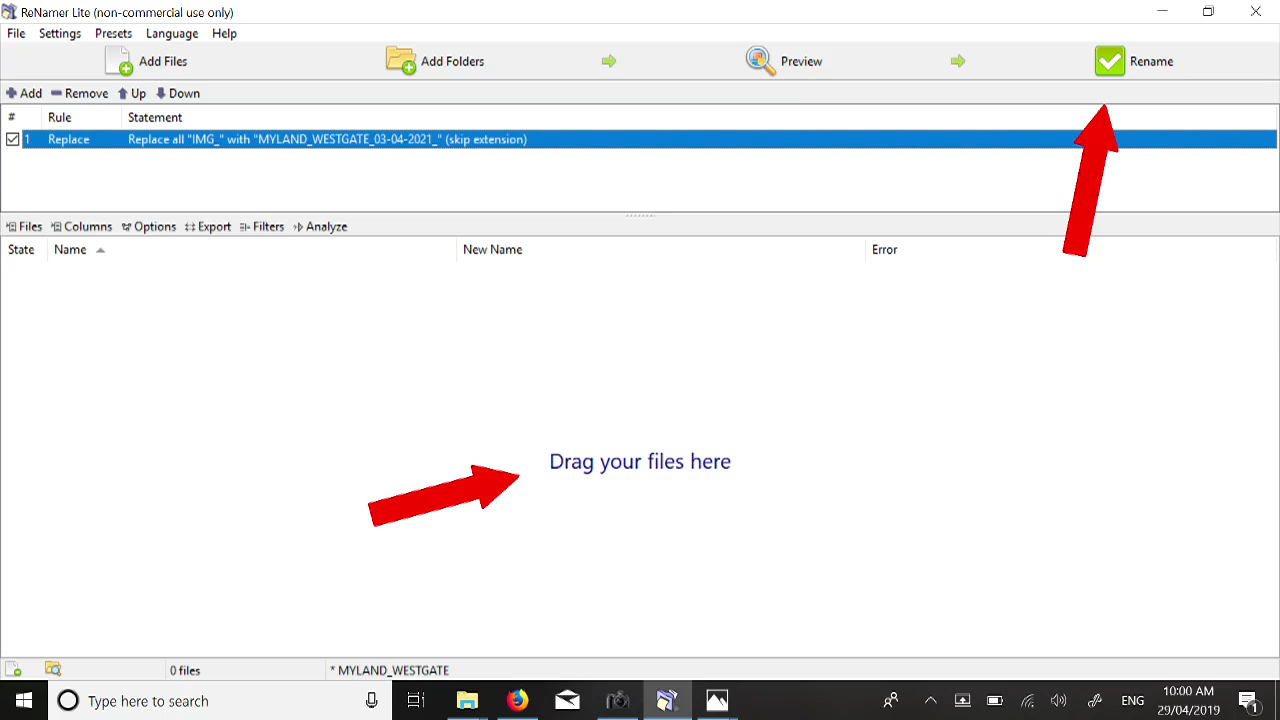 ReNamer Lite (non-commercial use only)
File Settings Presets Language Help
Add Files Add Folders Preview Rename
Add Remove Up Down
# Rule Statement
1 Replace Replace all "IMG_" with "MYLAND_WESTGATE_03-04-2021_" (skip extension)
Files Columns Options Export Filters Analyze
State Name New Name Error
Drag your files here
0 files * MYLAND_WESTGATE
Type here to search ENG 10:00 AM
29/04/2019 1